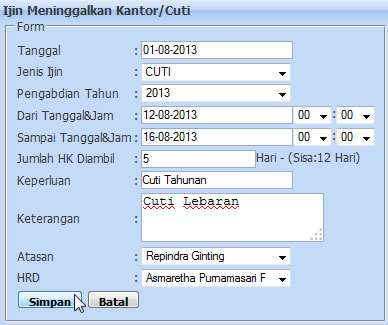 Ijin Meninggalkan Kantor/Cuti
Form
Tanggal : 01-08-2013
Jenis Ijin : CUTI
Pengabdian Tahun : 2013
Dari Tanggal&Jam : 12-08-2013 00 : 00
Sampai Tanggal&Jam : 16-08-2013 00 : 00
Jumlah HK Diambil : 5 Hari - (Sisa:12 Hari)
Keperluan : Cuti Tahunan
Keterangan : Cuti Lebaran
Atasan : Repindra Ginting
HRD : Asmaretha Purnamasari F
Simpan Batal